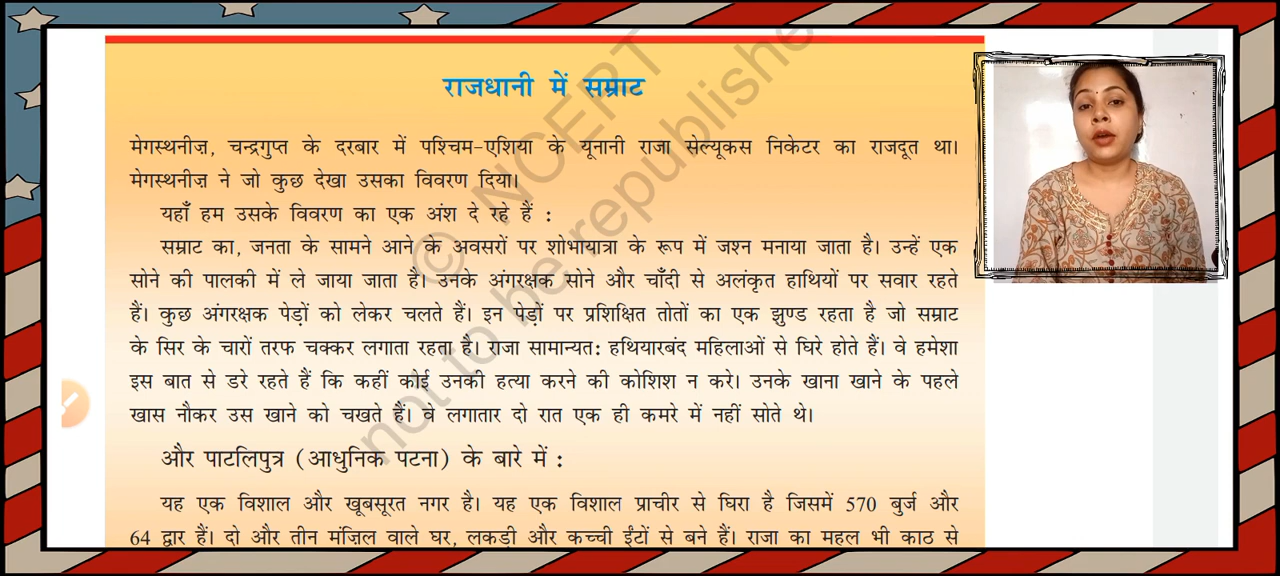 राजधानी में सम्राट
मेगस्थनीज़, चन्द्रगुप्त के दरबार में पश्चिम-एशिया के यूनानी राजा सेल्यूकस निकेटर का राजदूत था।
मेगस्थनीज़ ने जो कुछ देखा उसका विवरण दिया।
यहाँ हम उसके विवरण का एक अंश दे रहे हैं :
सम्राट का, जनता के सामने आने के अवसरों पर शोभायात्रा के रूप में जश्न मनाया जाता है। उन्हें एक
सोने की पालकी में ले जाया जाता है। उनके अंगरक्षक सोने और चाँदी से अलंकृत हाथियों पर सवार रहते
हैं। कुछ अंगरक्षक पेड़ों को लेकर चलते हैं। इन पेड़ों पर प्रशिक्षित तोतों का एक झुण्ड रहता है जो सम्राट
के सिर के चारों तरफ चक्कर लगाता रहता है। राजा सामान्यत: हथियारबंद महिलाओं से घिरे होते हैं। वे हमेशा
इस बात से डरे रहते हैं कि कहीं कोई उनकी हत्या करने की कोशिश न करे। उनके खाना खाने के पहले
खास नौकर उस खाने को चखते हैं। वे लगातार दो रात एक ही कमरे में नहीं सोते थे।
और पाटलिपुत्र (आधुनिक पटना) के बारे में :
यह एक विशाल और खूबसूरत नगर है। यह एक विशाल प्राचीर से घिरा है जिसमें 570 बुर्ज और
64 द्वार हैं। दो और तीन मंज़िल वाले घर, लकड़ी और कच्ची ईंटों से बने हैं। राजा का महल भी काठ से
© NCERT
not to be republishe